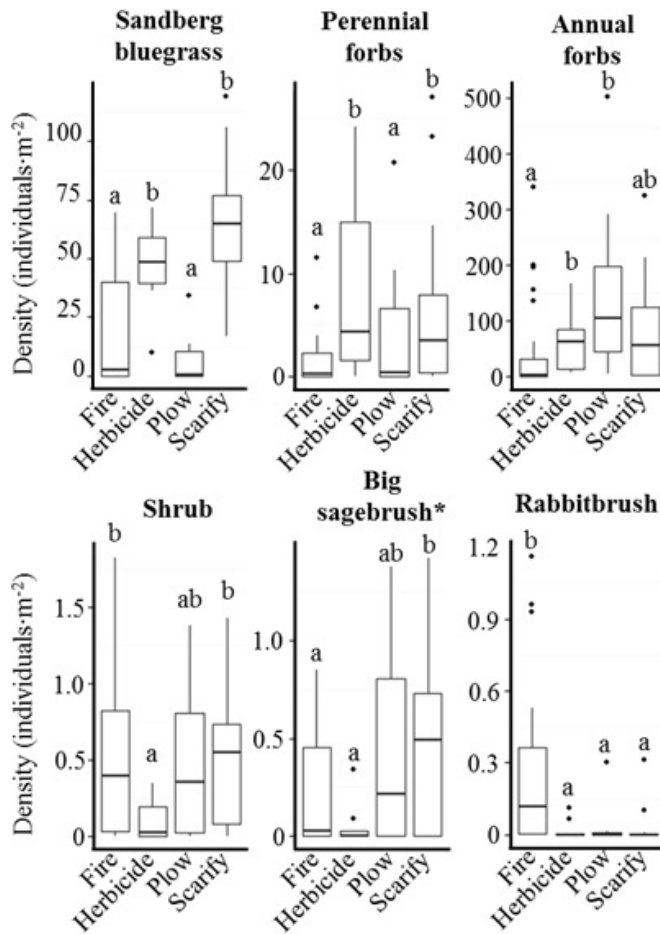 Sandberg
bluegrass
Perennial
forbs
Annual
forbs
Density (individuals·m-2)
100
75
50
25
0
a
b
a
b
Fire
Herbicide
Plow
Scarify
20
10
0
a
b
a
b
Fire
Herbicide
Plow
Scarify
500
400
300
200
100
0
a
b
b
ab
Fire
Herbicide
Plow
Scarify
Shrub
Big
sagebrush*
Rabbitbrush
Density (individuals·m-2)
1.5
1.0
0.5
0
b
a
ab
b
Fire
Herbicide
Plow
Scarify
1.0
0.5
0
a
a
ab
b
Fire
Herbicide
Plow
Scarify
1.2
0.9
0.6
0.3
0
b
a
a
a
Fire
Herbicide
Plow
Scarify